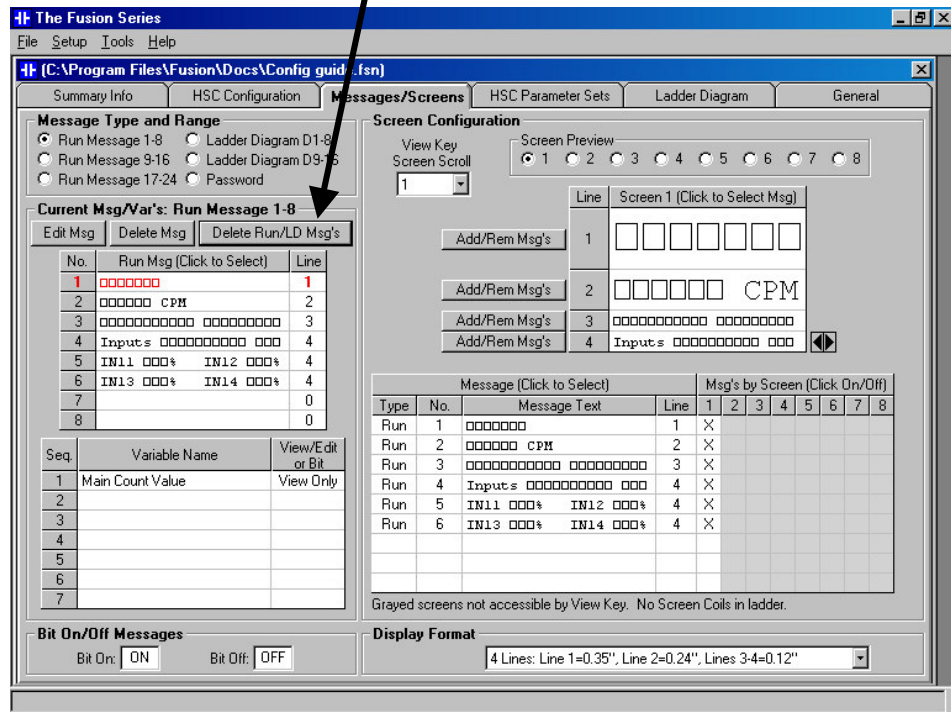 The Fusion Series
File Setup Tools Help
(C:\Program Files\Fusion\Docs\Config guide.fsn)
Summary Info HSC Configuration Messages/Screens HSC Parameter Sets Ladder Diagram General
Message Type and Range
Run Message 1-8 Ladder Diagram D1-8
Run Message 9-16 Ladder Diagram D9-16
Run Message 17-24 Password
Current Msg/Var's: Run Message 1-8
Edit Msg Delete Msg Delete Run/LD Msg's
No. Run Msg (Click to Select) Line
1 □□□□□□□ 1
2 □□□□□□ CPM 2
3 □□□□□□□□□□□ □□□□□□□□□ 3
4 Inputs □□□□□□□□□□ □□□ 4
5 IN11 □□□% IN12 □□□% 4
6 IN13 □□□% IN14 □□□% 4
7 0
8 0
Seq. Variable Name View/Edit or Bit
1 Main Count Value View Only
2
3
4
5
6
7
Bit On/Off Messages
Bit On: ON Bit Off: OFF
Screen Configuration
View Key Screen Scroll
1
Screen Preview
1 2 3 4 5 6 7 8
Line Screen 1 (Click to Select Msg)
Add/Rem Msg's 1 □□□□□□□
Add/Rem Msg's 2 □□□□□□ CPM
Add/Rem Msg's 3 □□□□□□□□□□□ □□□□□□□□□
Add/Rem Msg's 4 Inputs □□□□□□□□□□ □□□
Message (Click to Select) Msg's by Screen (Click On/Off)
Type No. Message Text Line 1 2 3 4 5 6 7 8
Run 1 □□□□□□□ 1 X
Run 2 □□□□□□ CPM 2 X
Run 3 □□□□□□□□□□□ □□□□□□□□□ 3 X
Run 4 Inputs □□□□□□□□□□ □□□ 4 X
Run 5 IN11 □□□% IN12 □□□% 4 X
Run 6 IN13 □□□% IN14 □□□% 4 X
Grayed screens not accessible by View Key. No Screen Coils in ladder.
Display Format
4 Lines: Line 1=0.35", Line 2=0.24", Lines 3-4=0.12"